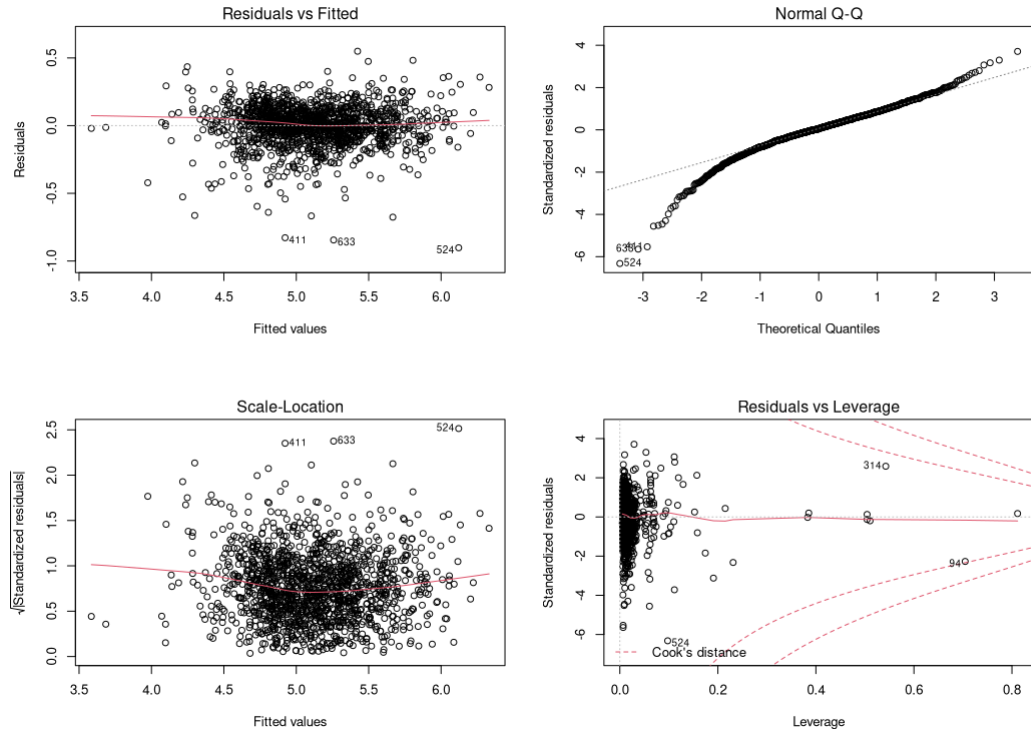 Residuals vs Fitted
Residuals
0.5
0.0
-0.5
-1.0
411
633
524
3.5 4.0 4.5 5.0 5.5 6.0
Fitted values
Normal Q-Q
Standardized residuals
4
2
0
-2
-4
-6
524
-3 -2 -1 0 1 2 3
Theoretical Quantiles
Scale-Location
√|Standardized residuals|
2.5
2.0
1.5
1.0
0.5
0.0
411
633
524
3.5 4.0 4.5 5.0 5.5 6.0
Fitted values
Residuals vs Leverage
Standardized residuals
4
2
0
-2
-4
-6
314
94
524
Cook's distance
0.0 0.2 0.4 0.6 0.8
Leverage